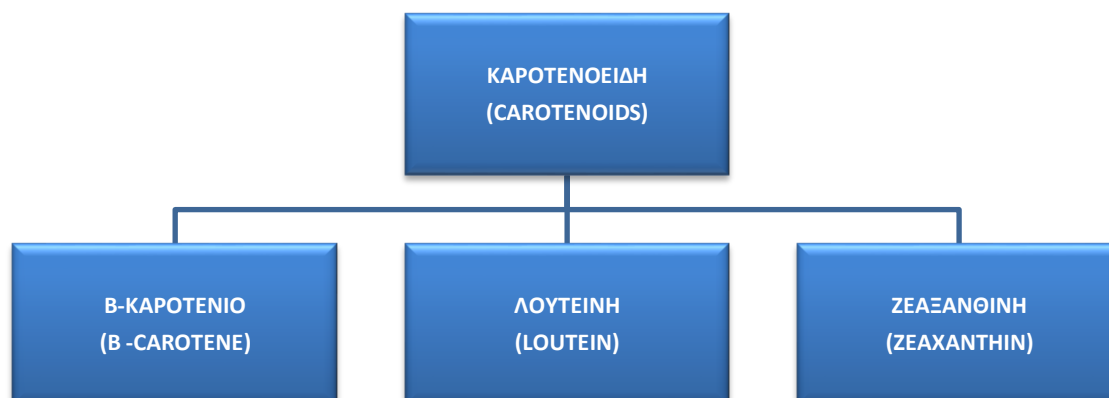 ΚΑΡΟΤΕΝΟΕΙΔΗ
(CAROTENOIDS)
Β-ΚΑΡΟΤΕΝΙΟ
(B -CAROTENE)
ΛΟΥΤΕΙΝΗ
(LOUTEIN)
ΖΕΑΞΑΝΘΙΝΗ
(ZEAXANTHIN)